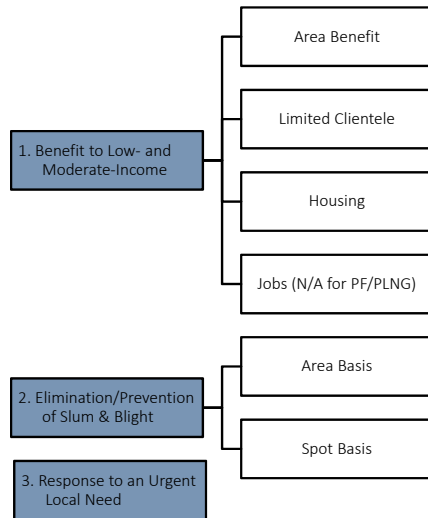 Area Benefit
Limited Clientele
1. Benefit to Low- and
Moderate-Income
Housing
Jobs (N/A for PF/PLNG)
Area Basis
2. Elimination/Prevention
of Slum & Blight
Spot Basis
3. Response to an Urgent
Local Need